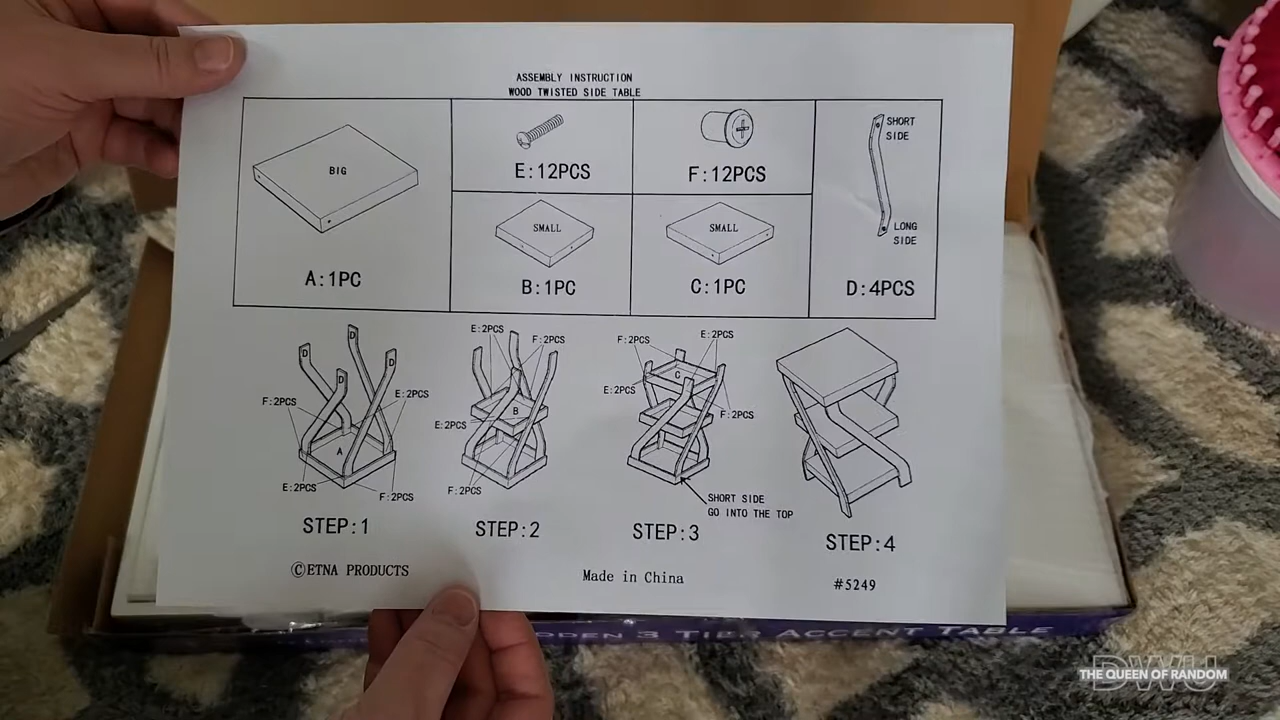 ASSEMBLY INSTRUCTION
WOOD TWISTED SIDE TABLE
BIG
A:1PC
E:12PCS
F:12PCS
SMALL
B:1PC
SMALL
C:1PC
SHORT
SIDE
LONG
SIDE
D:4PCS
D
D
D
D
F:2PCS
E:2PCS
A
E:2PCS
F:2PCS
STEP:1
E:2PCS
F:2PCS
B
E:2PCS
F:2PCS
STEP:2
F:2PCS
E:2PCS
C
E:2PCS
F:2PCS
SHORT SIDE
GO INTO THE TOP
STEP:3
STEP:4
©ETNA PRODUCTS
Made in China
#5249
3 TIER ACCENT TABLE
DWU
THE QUEEN OF RANDOM